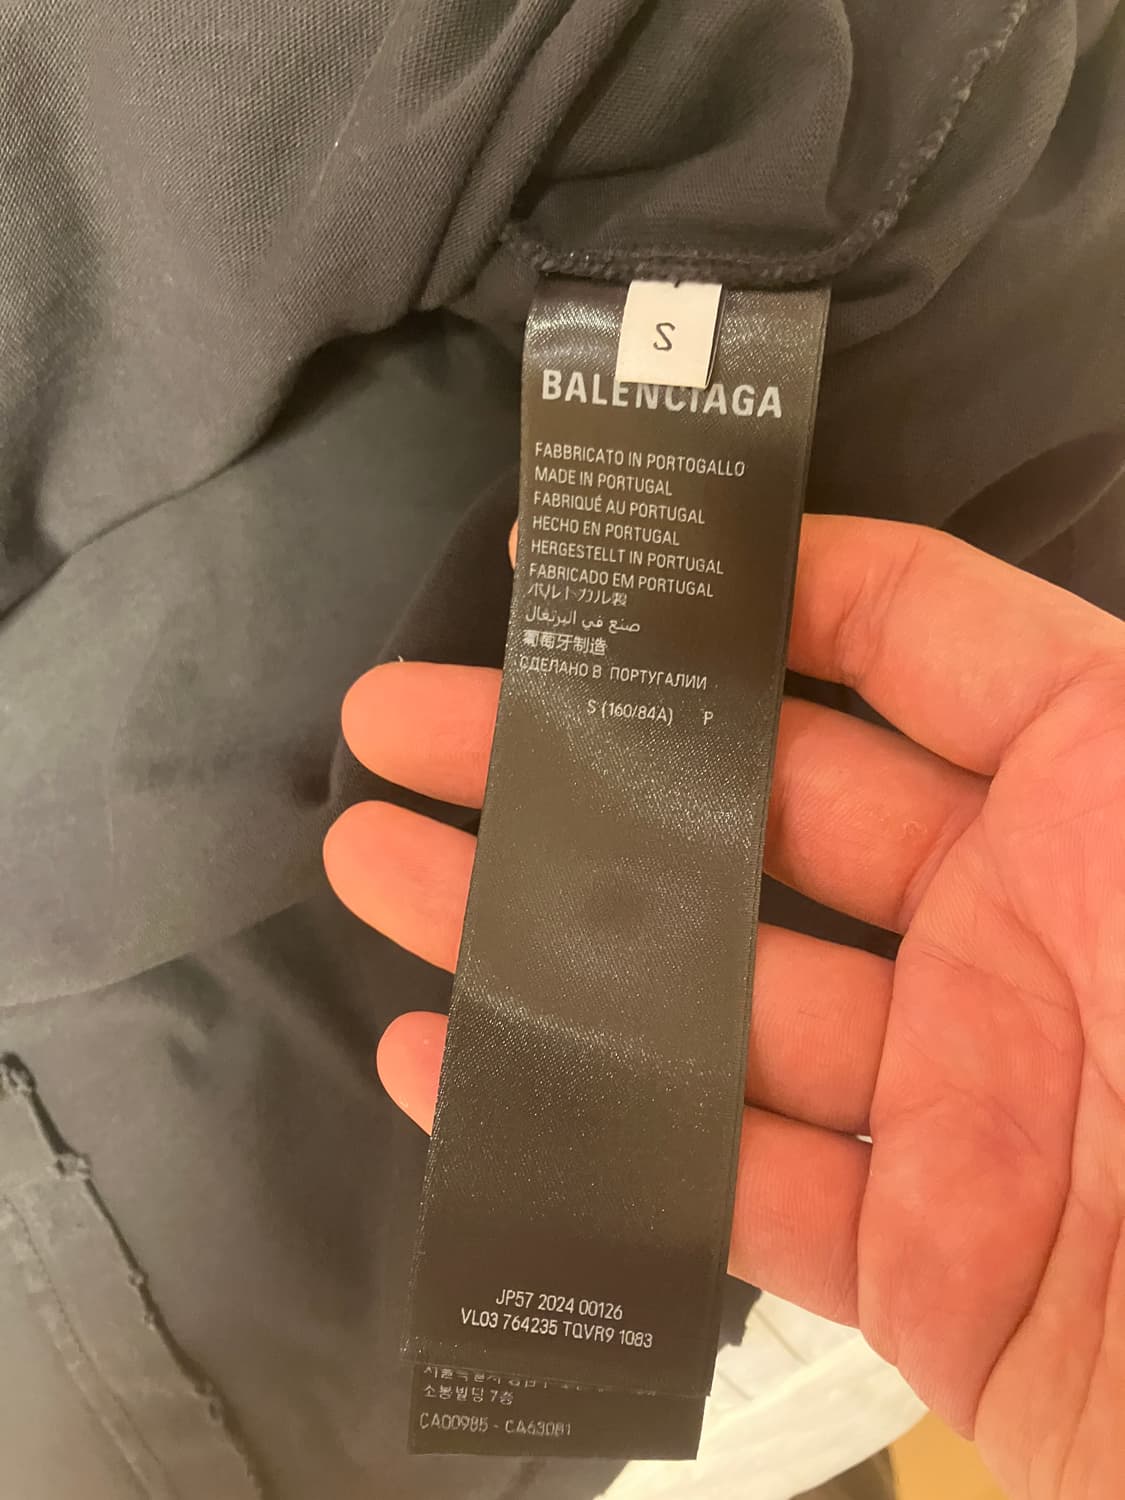 S
BALENCIAGA
FABBRICATO IN PORTOGALLO
MADE IN PORTUGAL
FABRIQUÉ AU PORTUGAL
HECHO EN PORTUGAL
HERGESTELLT IN PORTUGAL
FABRICADO EM PORTUGAL
ポルトガル製
صنع في البرتغال
葡萄牙制造
СДЕЛАНО В ПОРТУГАЛИИ
S (160/84A) P
JP57 2024 00126
VL03 764235 TQVR9 1083
소봉빌딩 7층
CA00985 - CA63081